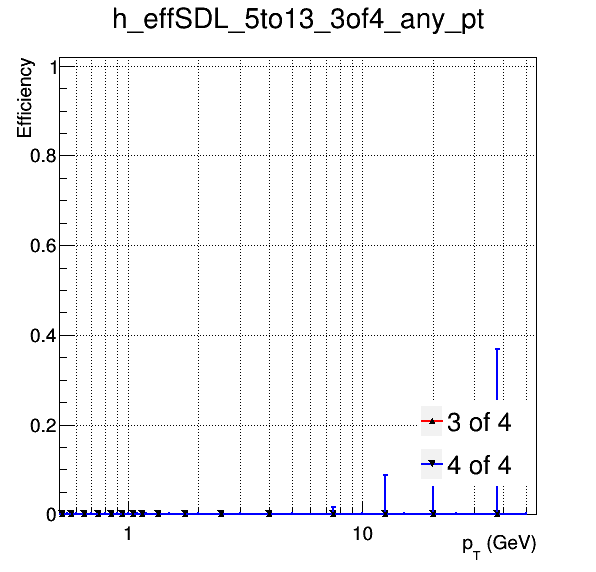 h_effSDL_5to13_3of4_any_pt
Efficiency
1
0.8
0.6
0.4
0.2
0
3 of 4
4 of 4
1
10
p_T (GeV)